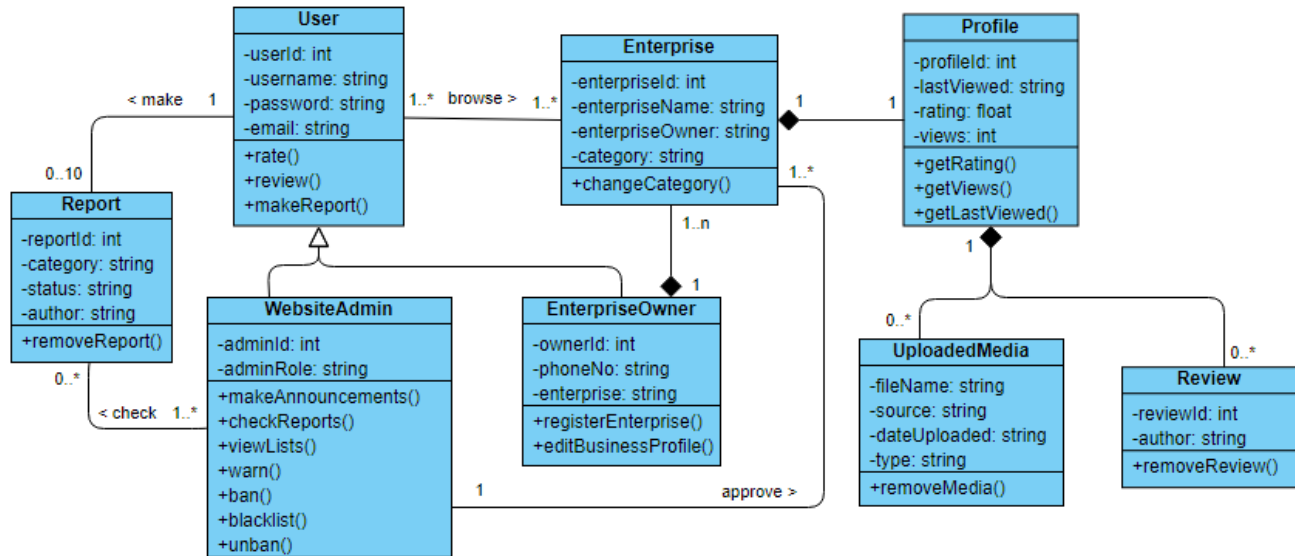 User
-userId: int
-username: string
-password: string
-email: string
+rate()
+review()
+makeReport()
< make
1
0..10
1..*
browse >
1..*
Enterprise
-enterpriseId: int
-enterpriseName: string
-enterpriseOwner: string
-category: string
+changeCategory()
1
1
1..*
1..n
1
Profile
-profileId: int
-lastViewed: string
-rating: float
-views: int
+getRating()
+getViews()
+getLastViewed()
1
0..*
0..*
Report
-reportId: int
-category: string
-status: string
-author: string
+removeReport()
0..*
< check
1..*
WebsiteAdmin
-adminId: int
-adminRole: string
+makeAnnouncements()
+checkReports()
+viewLists()
+warn()
+ban()
+blacklist()
+unban()
1
approve >
EnterpriseOwner
-ownerId: int
-phoneNo: string
-enterprise: string
+registerEnterprise()
+editBusinessProfile()
UploadedMedia
-fileName: string
-source: string
-dateUploaded: string
-type: string
+removeMedia()
Review
-reviewId: int
-author: string
+removeReview()